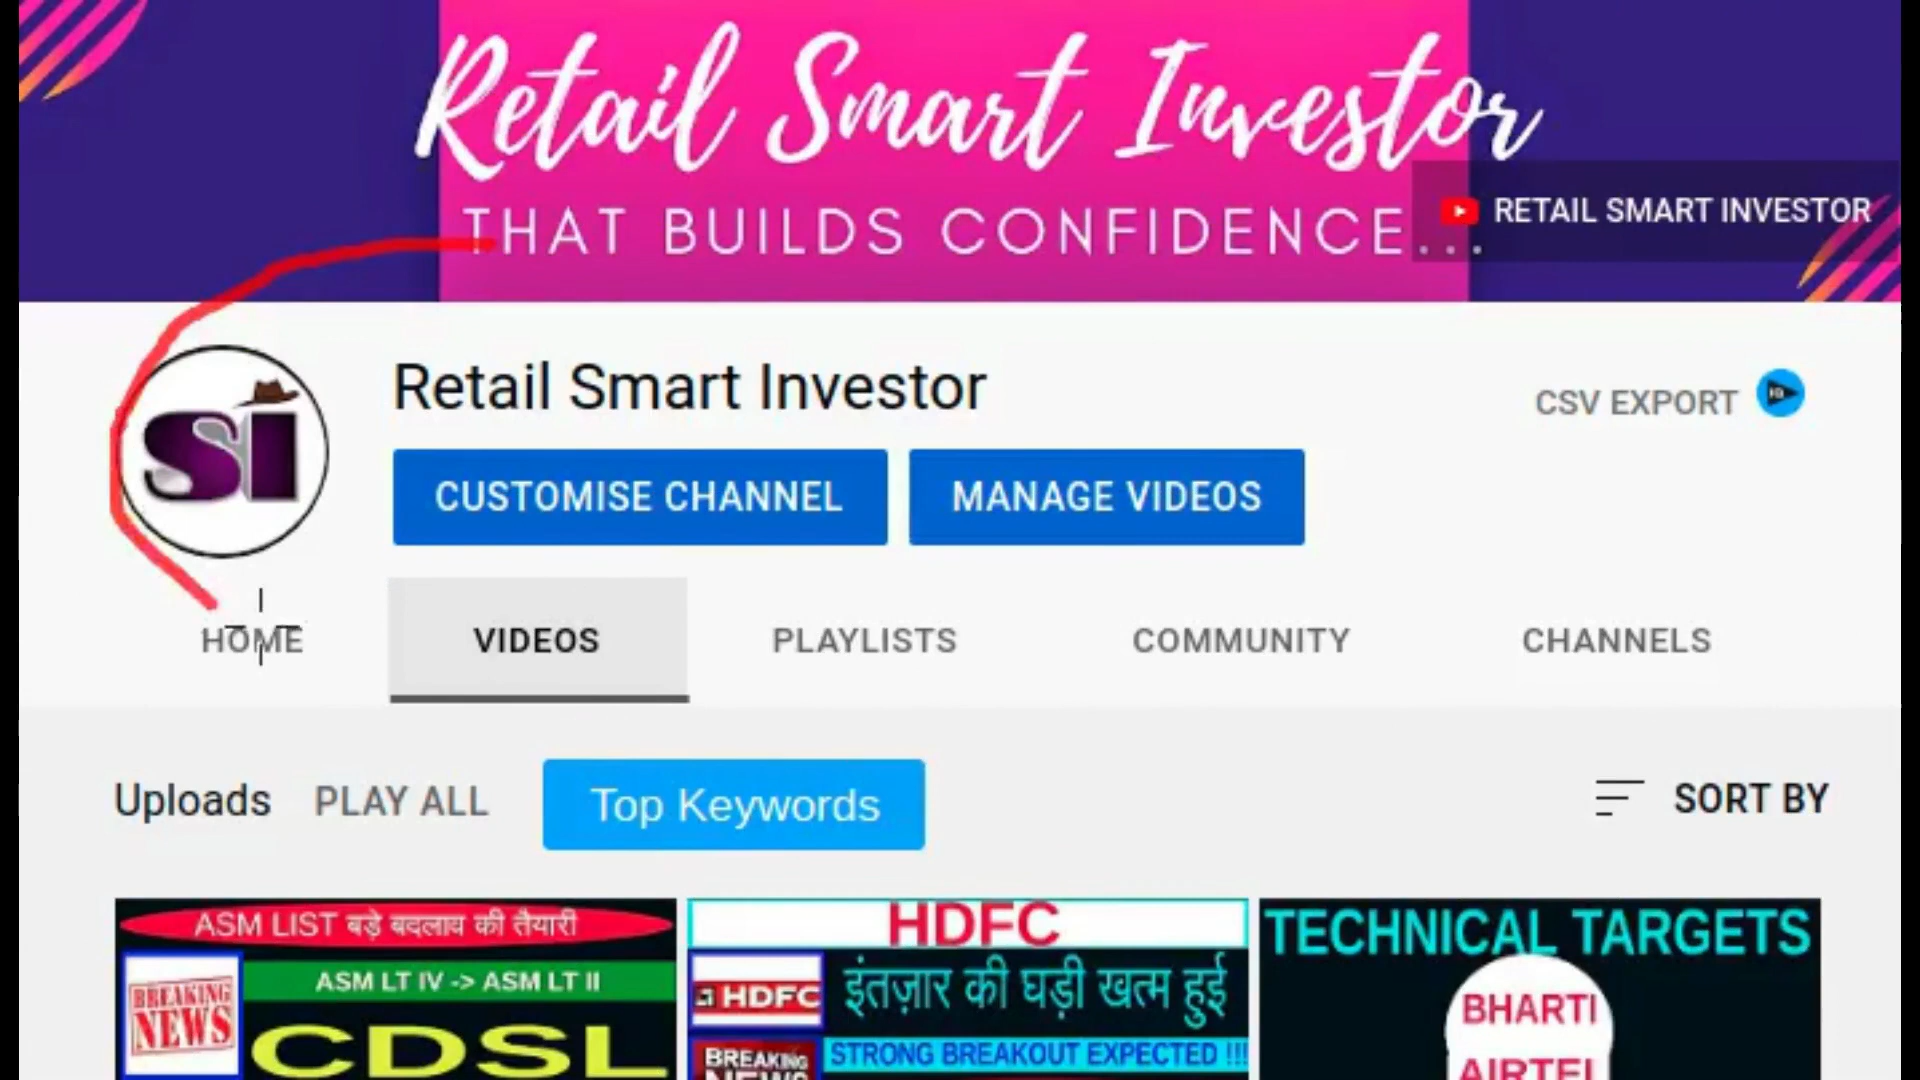 Retail Smart Investor
THAT BUILDS CONFIDENCE...
RETAIL SMART INVESTOR
SI
Retail Smart Investor
CSV EXPORT
CUSTOMISE CHANNEL
MANAGE VIDEOS
HOME
VIDEOS
PLAYLISTS
COMMUNITY
CHANNELS
Uploads
PLAY ALL
Top Keywords
SORT BY
ASM LIST बड़े बदलाव की तैयारी
BREAKING
NEWS
ASM LT IV -> ASM LT II
CDSL
HDFC
HDFC
इंतज़ार की घड़ी खत्म हुई
BREAKING
NEWS
STRONG BREAKOUT EXPECTED !!!
TECHNICAL TARGETS
BHARTI
AIRTEL